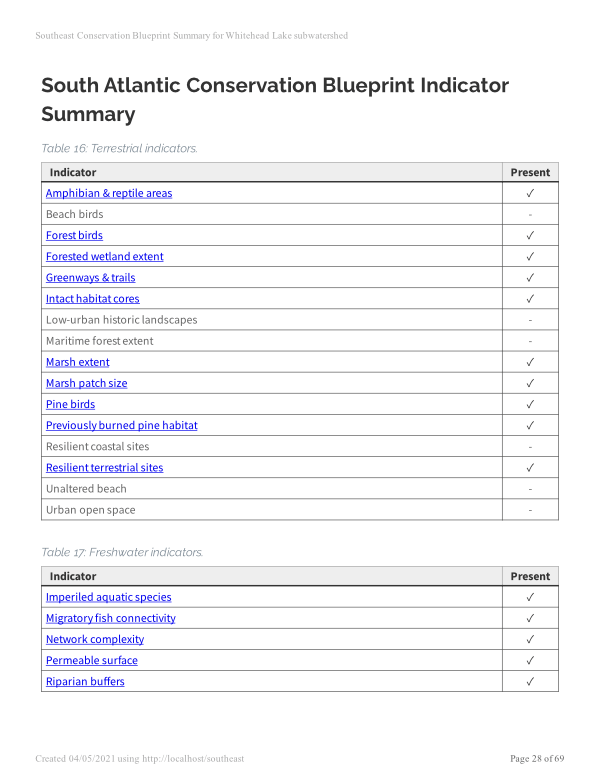 Southeast Conservation Blueprint Summary for Whitehead Lake subwatershed
South Atlantic Conservation Blueprint Indicator
Summary
Table 16: Terrestrial indicators.
Indicator Present
Amphibian & reptile areas ✓
Beach birds -
Forest birds ✓
Forested wetland extent ✓
Greenways & trails ✓
Intact habitat cores ✓
Low-urban historic landscapes -
Maritime forest extent -
Marsh extent ✓
Marsh patch size ✓
Pine birds ✓
Previously burned pine habitat ✓
Resilient coastal sites -
Resilient terrestrial sites ✓
Unaltered beach -
Urban open space -
Table 17: Freshwater indicators.
Indicator Present
Imperiled aquatic species ✓
Migratory fish connectivity ✓
Network complexity ✓
Permeable surface ✓
Riparian buffers ✓
Created 04/05/2021 using http://localhost/southeast Page 28 of 69